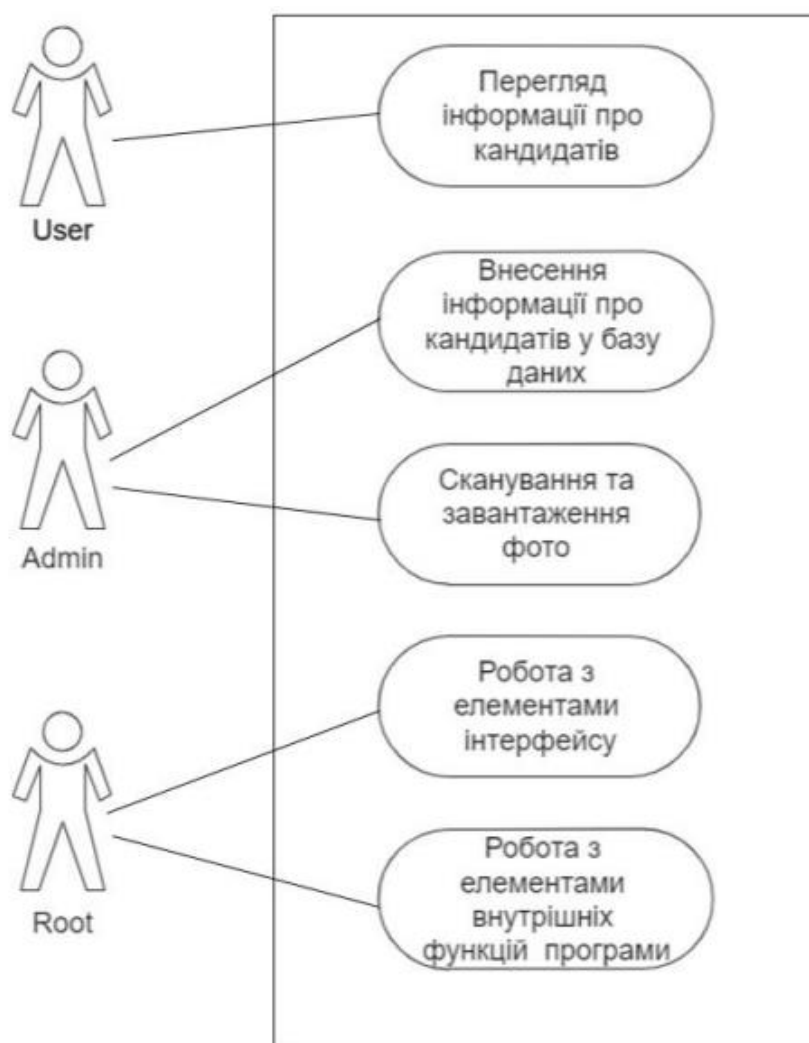 Перегляд
інформації про
кандидатів
User
Внесення
інформації про
кандидатів у базу
даних
Сканування та
завантаження
фото
Admin
Робота з
елементами
інтерфейсу
Робота з
елементами
внутрішніх
функцій програми
Root